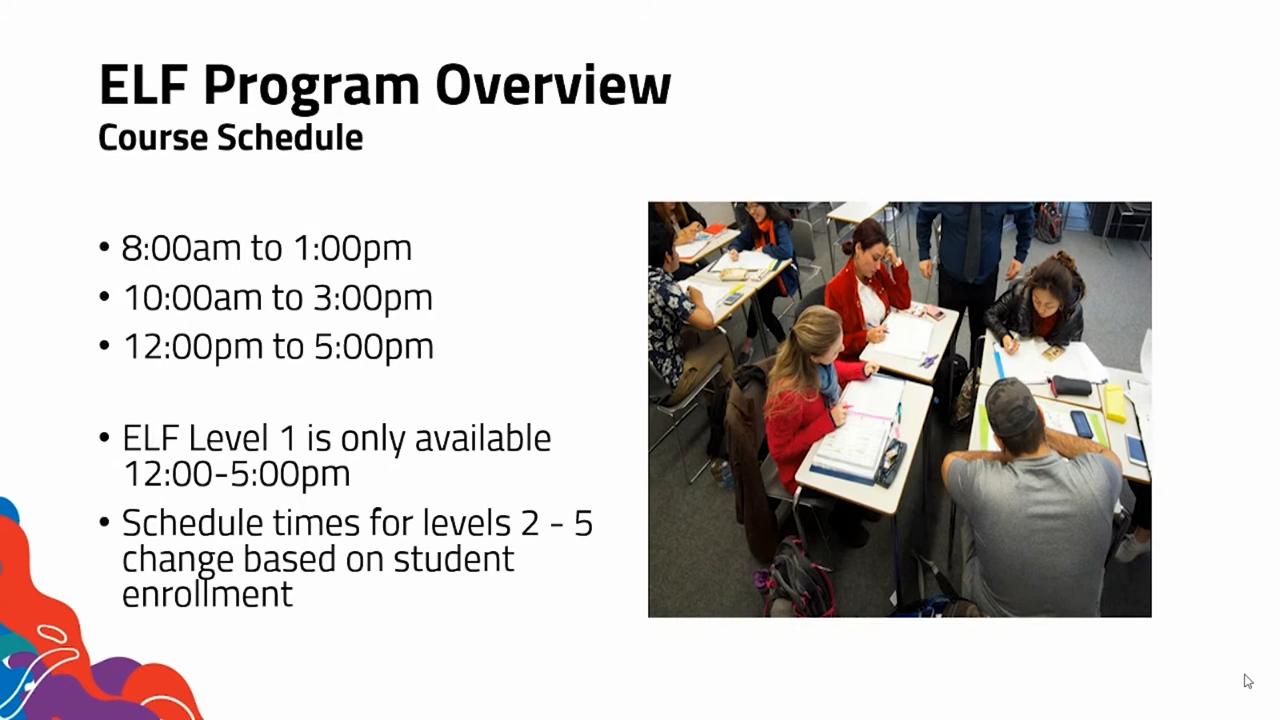 ELF Program Overview
Course Schedule
• 8:00am to 1:00pm
• 10:00am to 3:00pm
• 12:00pm to 5:00pm
• ELF Level 1 is only available
12:00-5:00pm
• Schedule times for levels 2 - 5
change based on student
enrollment